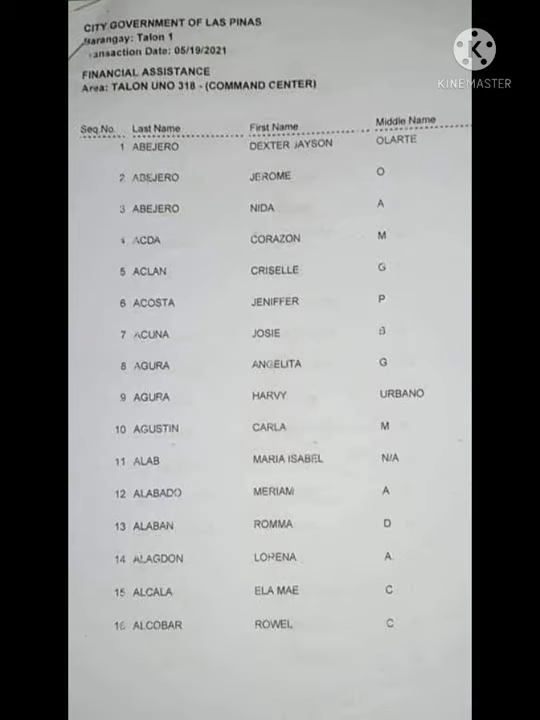 CITY GOVERNMENT OF LAS PINAS
Barangay: Talon 1
Transaction Date: 05/19/2021
FINANCIAL ASSISTANCE
Area: TALON UNO 318 - (COMMAND CENTER)
KINEMASTER
Seq.No. Last Name First Name Middle Name
1 ABEJERO DEXTER JAYSON OLARTE
2 ABEJERO JEROME O
3 ABEJERO NIDA A
4 ACDA CORAZON M
5 ACLAN CRISELLE G
6 ACOSTA JENIFFER P
7 ACUNA JOSIE B
8 AGURA ANGELITA G
9 AGURA HARVY URBANO
10 AGUSTIN CARLA M
11 ALAB MARIA ISABEL N/A
12 ALABADO MERIAM A
13 ALABAN ROMMA D
14 ALAGDON LORENA A
15 ALCALA ELA MAE C
16 ALCOBAR ROWEL C